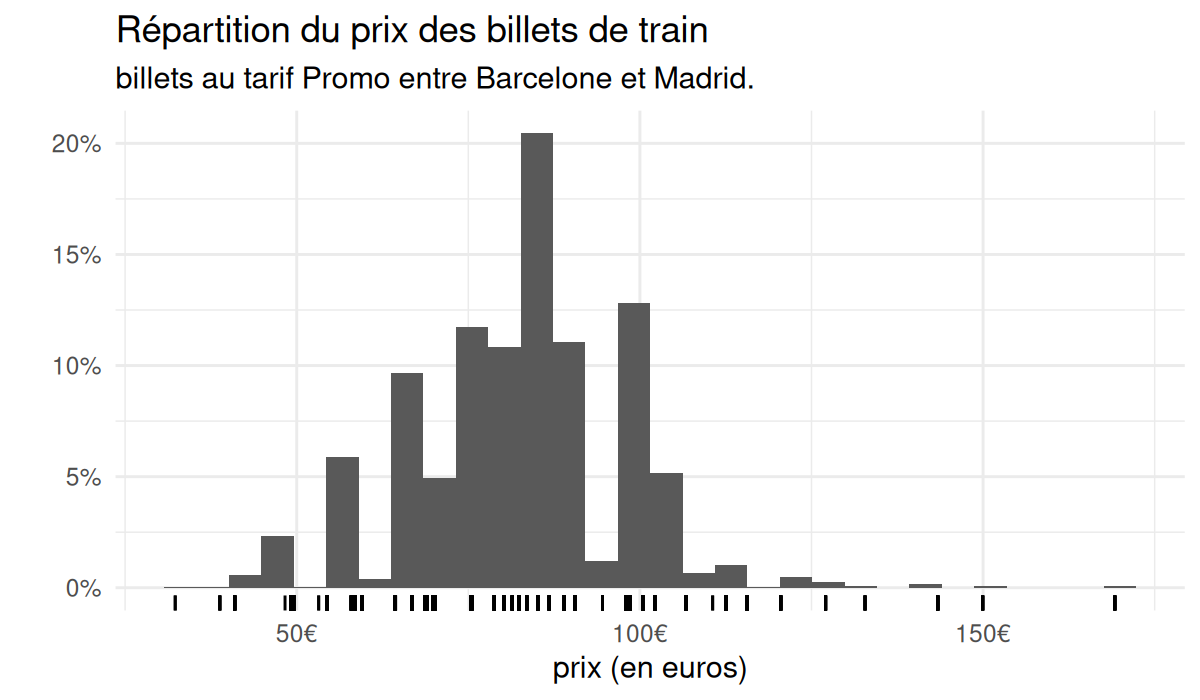 Répartition du prix des billets de train
billets au tarif Promo entre Barcelone et Madrid.
20%
15%
10%
5%
0%
50€ 100€ 150€
prix (en euros)